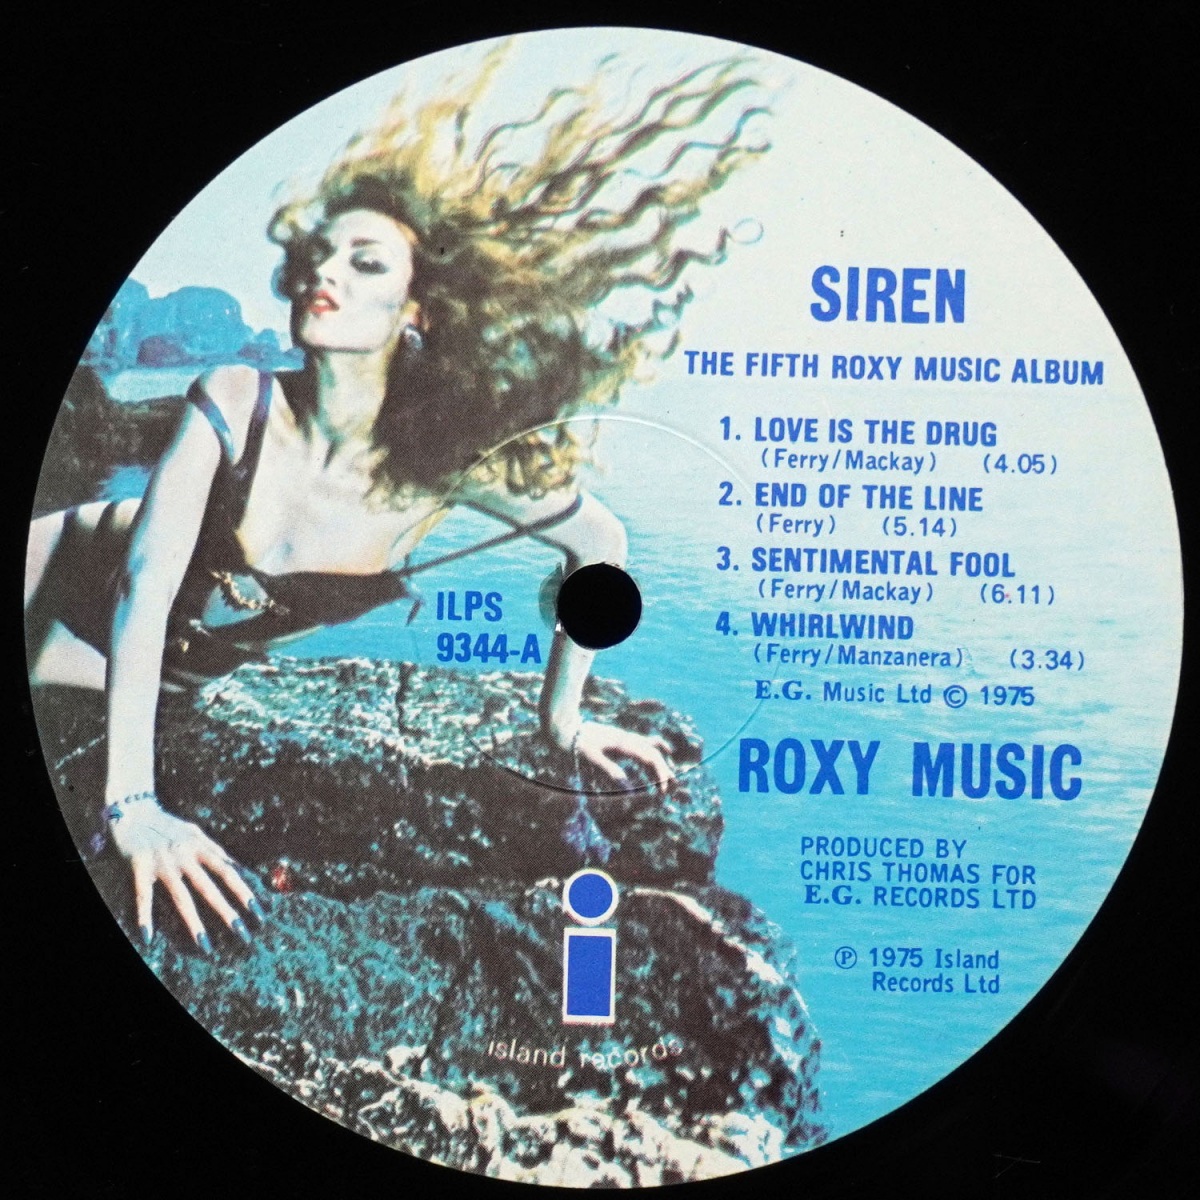 SIREN
THE FIFTH ROXY MUSIC ALBUM
1. LOVE IS THE DRUG
(Ferry/Mackay) (4.05)
2. END OF THE LINE
(Ferry) (5.14)
3. SENTIMENTAL FOOL
(Ferry/Mackay) (6.11)
4. WHIRLWIND
(Ferry/Manzanera) (3.34)
E.G. Music Ltd © 1975
ILPS
9344-A
ROXY MUSIC
PRODUCED BY
CHRIS THOMAS FOR
E.G. RECORDS LTD
℗ 1975 Island
Records Ltd
i
island records